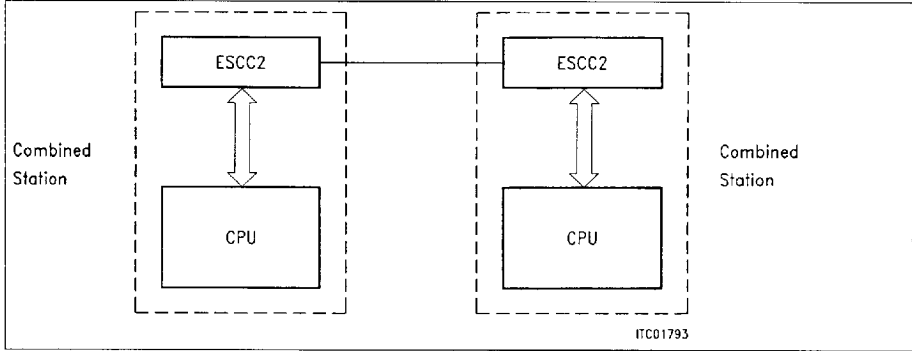 ESCC2
ESCC2
Combined
Station
Combined
Station
CPU
CPU
ITC01793